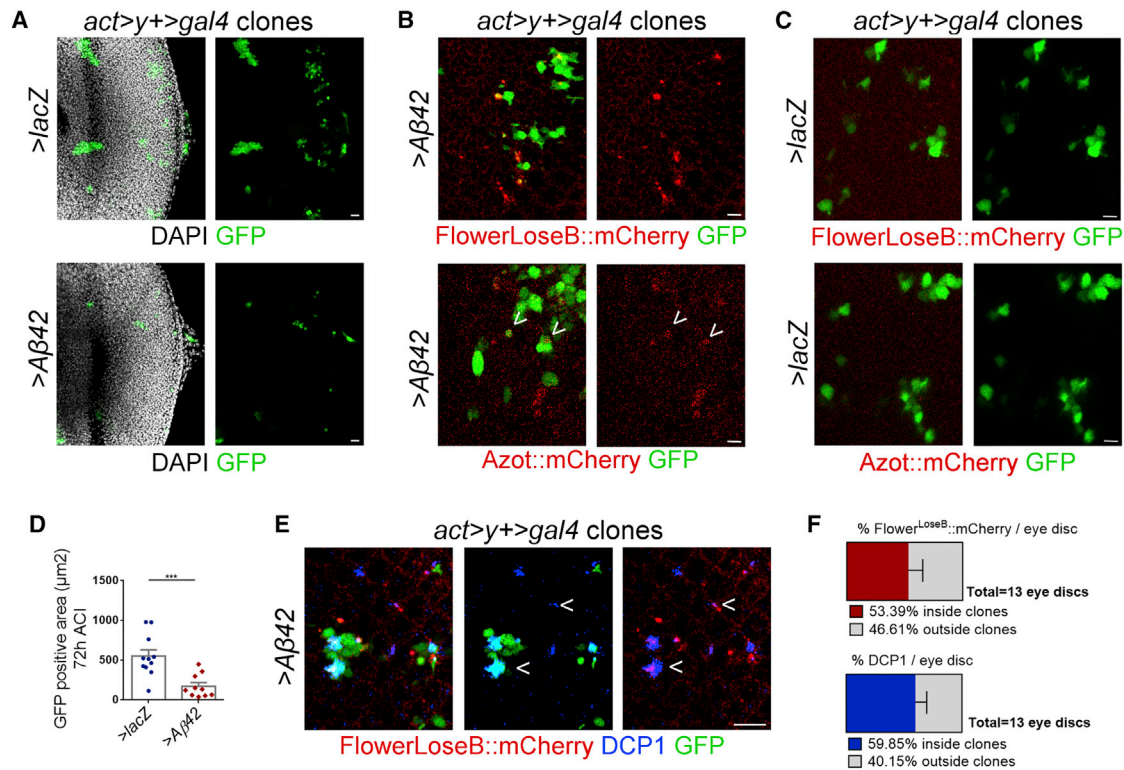 A
act>y+>gal4 clones
>lacZ
DAPI GFP
>Aβ42
DAPI GFP
B
act>y+>gal4 clones
>Aβ42
FlowerLoseB::mCherry GFP
>Aβ42
<
<
<
<
Azot::mCherry GFP
C
act>y+>gal4 clones
>lacZ
FlowerLoseB::mCherry GFP
>lacZ
Azot::mCherry GFP
D
GFP positive area (μm2)
72h ACI
1500
1000
500
0
***
>lacZ
>Aβ42
E
act>y+>gal4 clones
>Aβ42
<
<
<
<
FlowerLoseB::mCherry DCP1 GFP
F
% FlowerLoseB::mCherry / eye disc
Total=13 eye discs
53.39% inside clones
46.61% outside clones
% DCP1 / eye disc
Total=13 eye discs
59.85% inside clones
40.15% outside clones